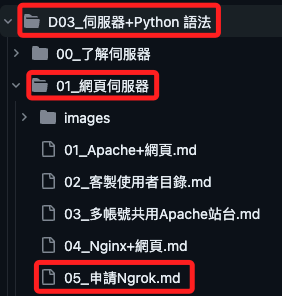 D03_伺服器+Python 語法
00_了解伺服器
01_網頁伺服器
images
01_Apache+網頁.md
02_客製使用者目錄.md
03_多帳號共用Apache站台.md
04_Nginx+網頁.md
05_申請Ngrok.md